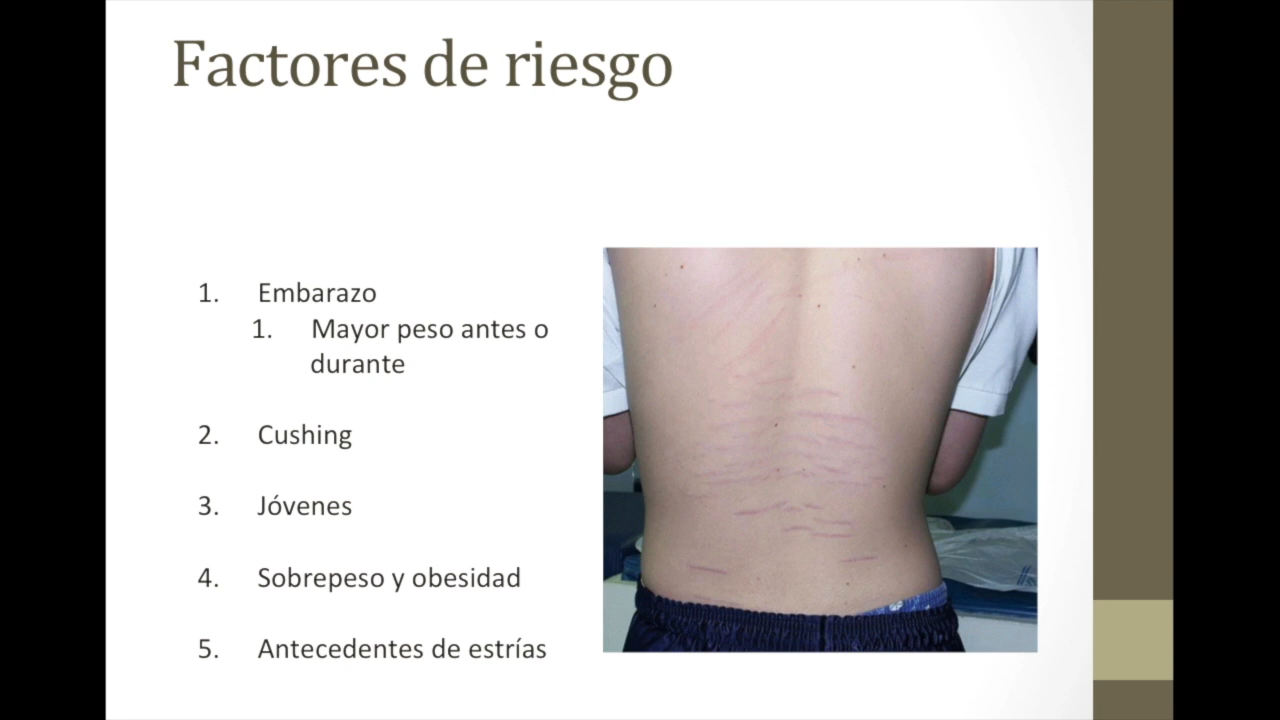 Factores de riesgo
1. Embarazo
1. Mayor peso antes o
durante
2. Cushing
3. Jóvenes
4. Sobrepeso y obesidad
5. Antecedentes de estrías